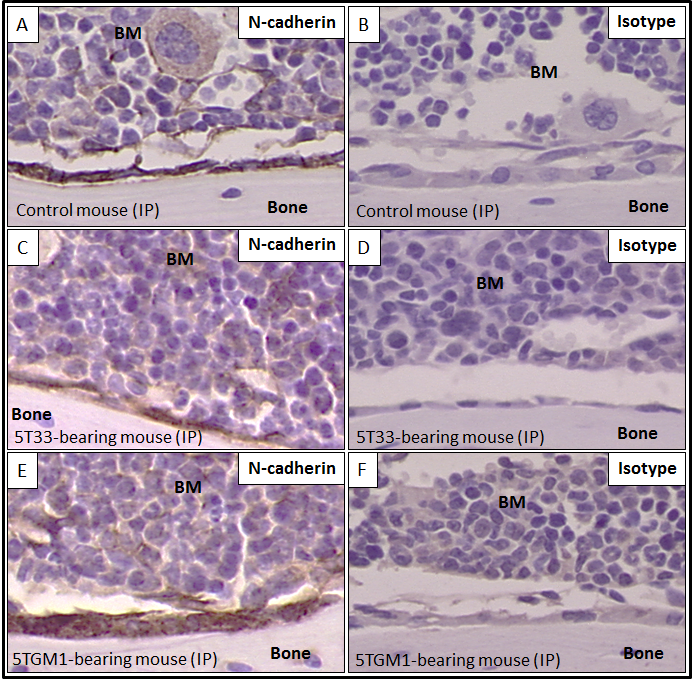 A
N-cadherin
BM
Control mouse (IP)
Bone
B
Isotype
BM
Control mouse (IP)
Bone
C
N-cadherin
BM
Bone
5T33-bearing mouse (IP)
D
Isotype
BM
5T33-bearing mouse (IP)
Bone
E
N-cadherin
BM
5TGM1-bearing mouse (IP)
Bone
F
Isotype
BM
5TGM1-bearing mouse (IP)
Bone